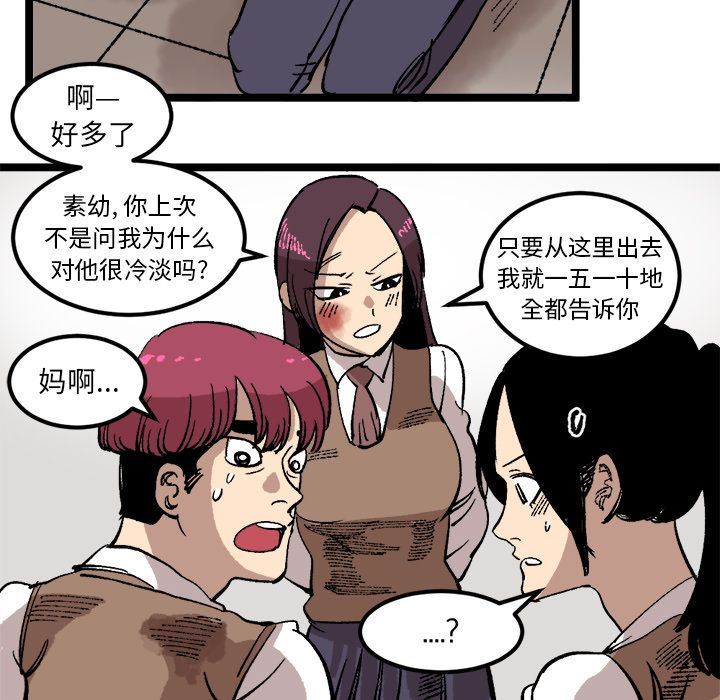 啊—
好多了
素幼, 你上次
不是问我为什么
对他很冷淡吗?
只要从这里出去
我就一五一十地
全都告诉你
妈啊...
....?